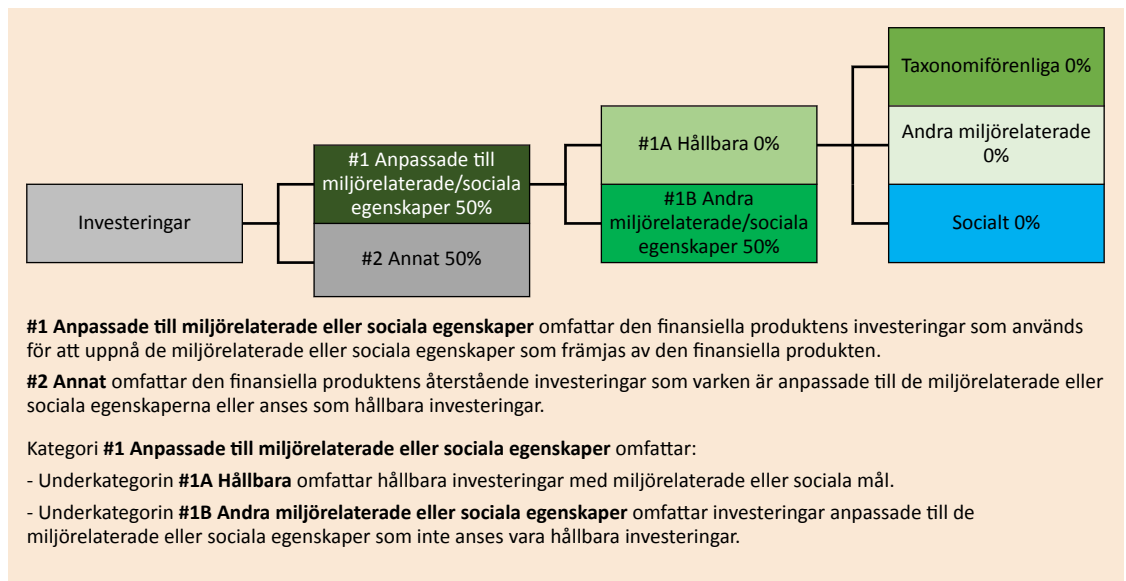 Investeringar
#1 Anpassade till
miljörelaterade/sociala
egenskaper 50%
#2 Annat 50%
#1A Hållbara 0%
#1B Andra
miljörelaterade/sociala
egenskaper 50%
Taxonomiförenliga 0%
Andra miljörelaterade
0%
Socialt 0%
#1 Anpassade till miljörelaterade eller sociala egenskaper omfattar den finansiella produktens investeringar som används
för att uppnå de miljörelaterade eller sociala egenskaper som främjas av den finansiella produkten.
#2 Annat omfattar den finansiella produktens återstående investeringar som varken är anpassade till de miljörelaterade eller
sociala egenskaperna eller anses som hållbara investeringar.
Kategori #1 Anpassade till miljörelaterade eller sociala egenskaper omfattar:
- Underkategorin #1A Hållbara omfattar hållbara investeringar med miljörelaterade eller sociala mål.
- Underkategorin #1B Andra miljörelaterade eller sociala egenskaper omfattar investeringar anpassade till de
miljörelaterade eller sociala egenskaper som inte anses vara hållbara investeringar.